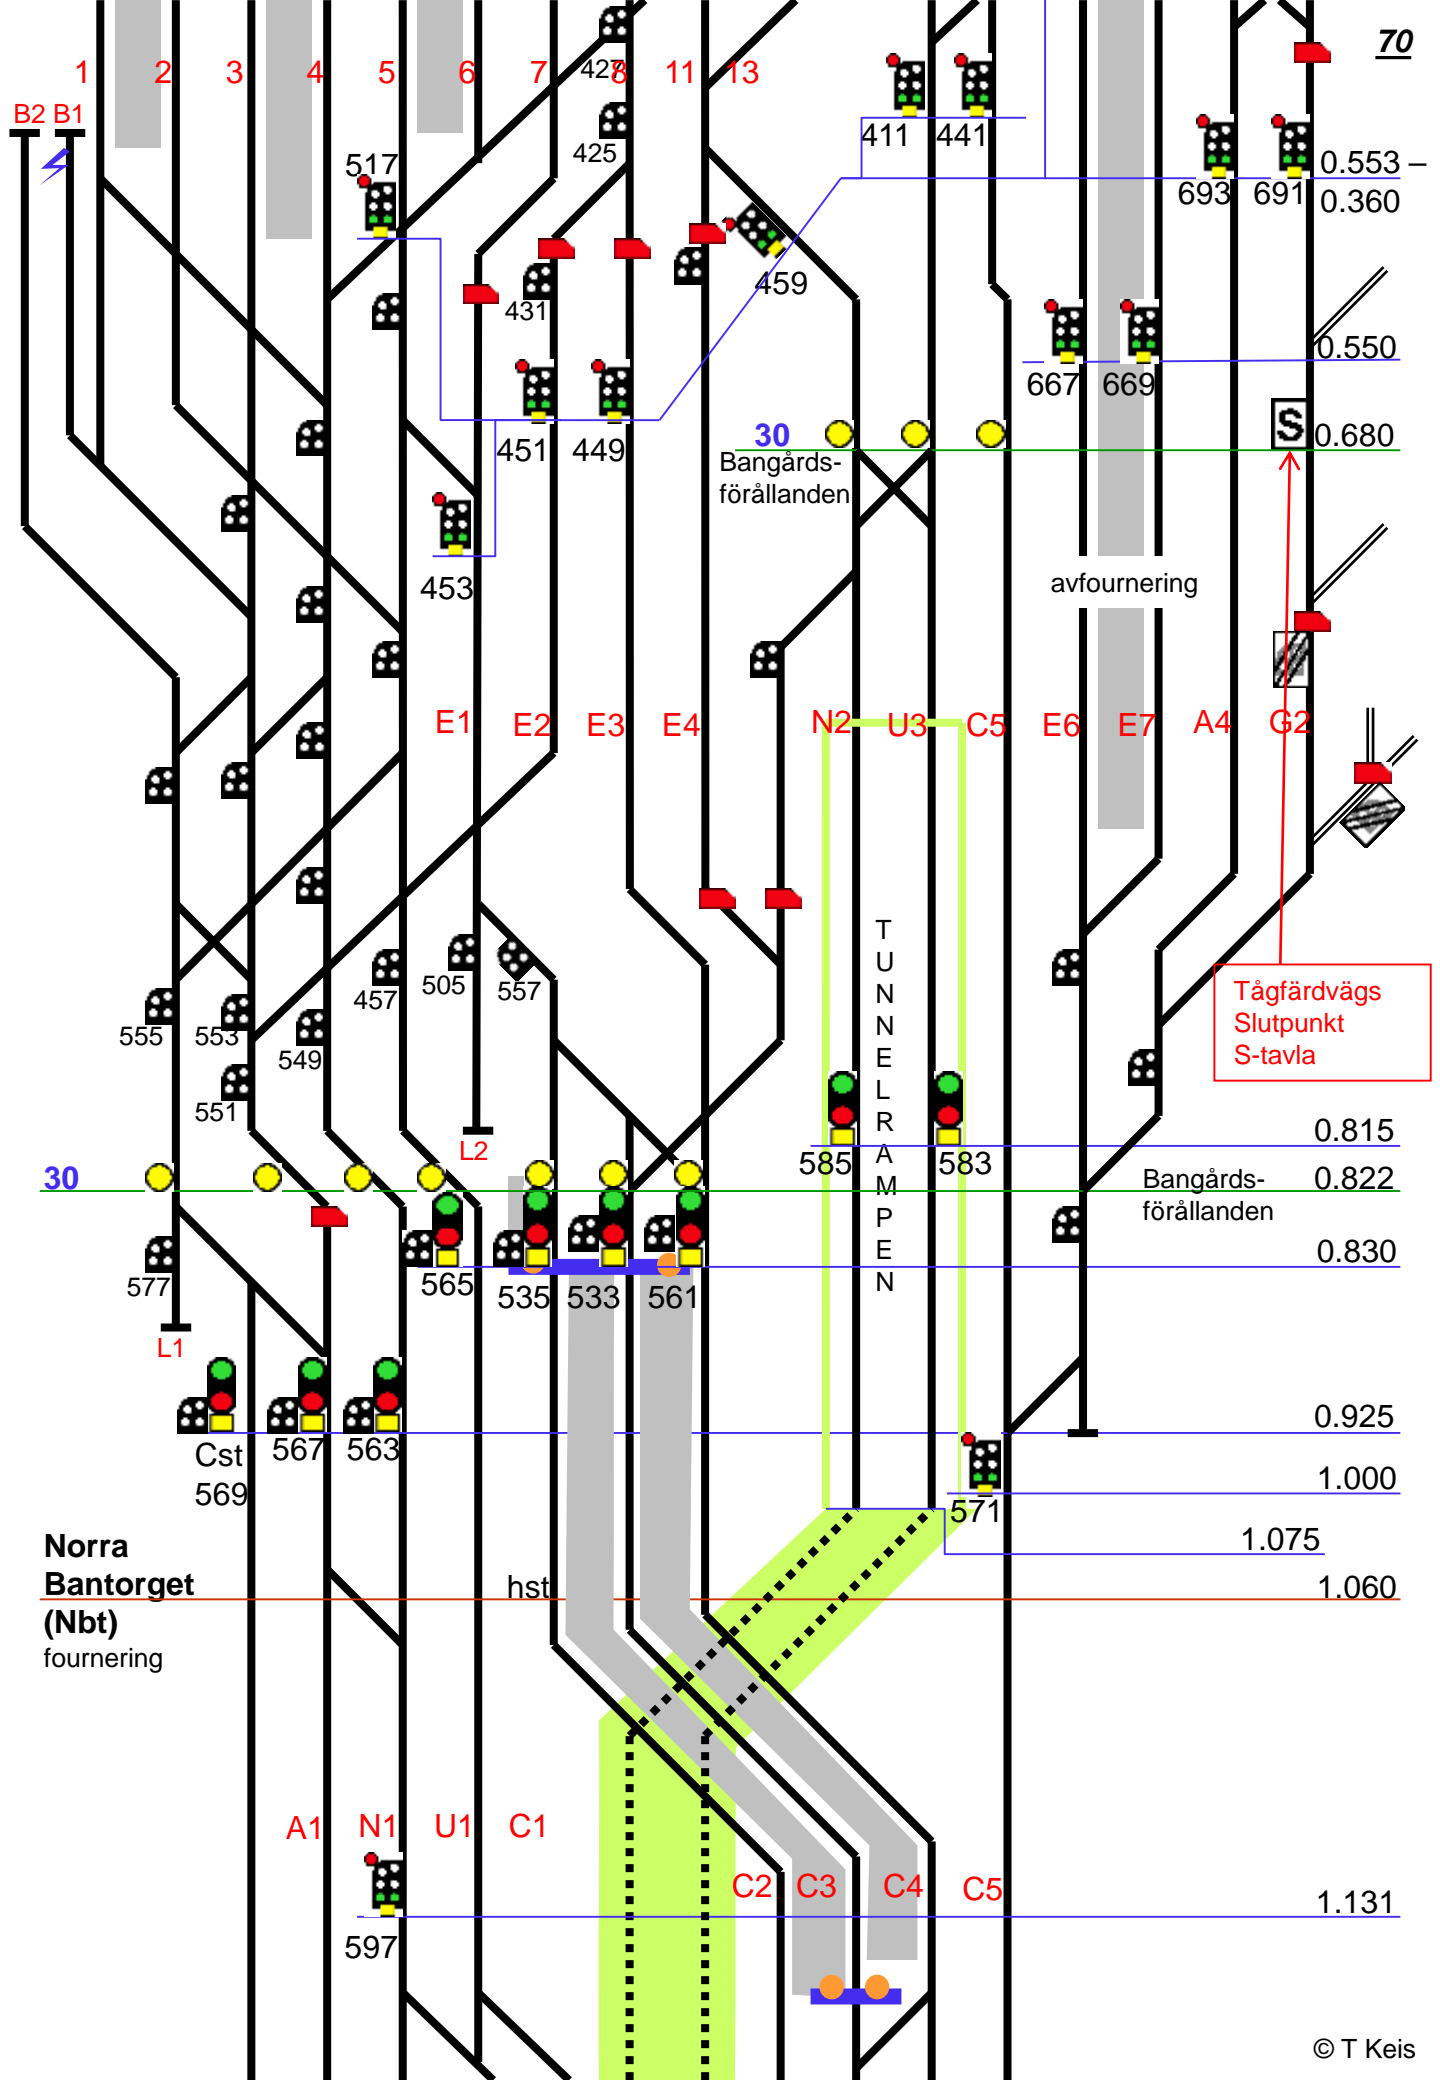 70
1 2 3 4 5 6 7 8 11 13
427
B2 B1
411 441
425
517
0.553 –
693 691
0.360
459
431
0.550
667 669
30
0.680
S
451 449
Bangårds-
förållanden
453
avfournering
E1 E2 E3 E4 N2 U3 C5 E6 E7 A4 G2
TUNNELRAMPEN
Tågfärdvägs
Slutpunkt
S-tavla
457 505 557
555 553 549
551
0.815
L2
585 583
30
Bangårds-
förållanden
0.822
0.830
577
565 535 533 561
L1
0.925
Cst
569
567 563
1.000
571
1.075
Norra
Bantorget
(Nbt)
fournering
hst
1.060
A1 N1 U1 C1
C2 C3 C4 C5
1.131
597
© T Keis